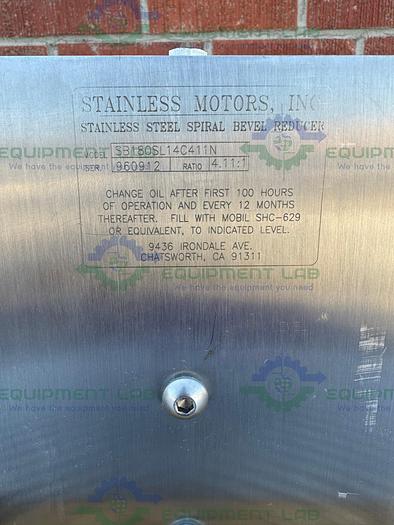 STAINLESS MOTORS, INC
STAINLESS STEEL SPIRAL BEVEL REDUCER
MODEL SB180SL14C411N
SER. 960912 RATIO 4.11:1
CHANGE OIL AFTER FIRST 100 HOURS
OF OPERATION AND EVERY 12 MONTHS
THEREAFTER. FILL WITH MOBIL SHC-629
OR EQUIVALENT, TO INDICATED LEVEL.
9436 IRONDALE AVE.
CHATSWORTH, CA 91311
EQUIPMENT LAB
We have the equipment you need